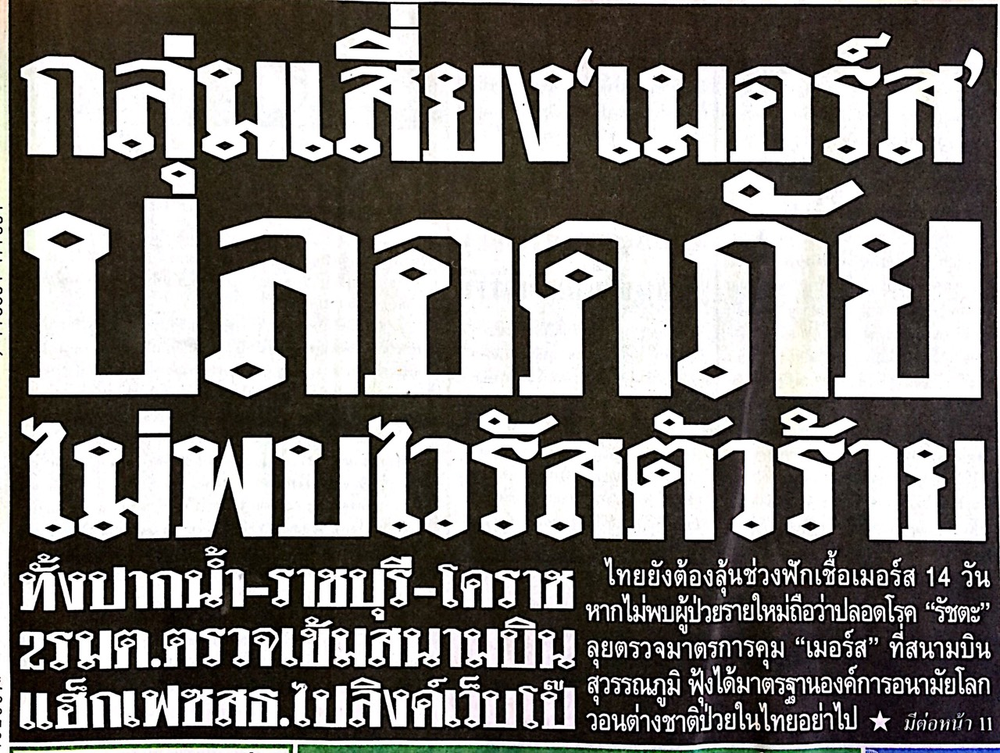 กลุ่มเสี่ยง‘เมอร์ส’
ปลอดภัย
ไม่พบไวรัสตัวร้าย
ทั้งปากน้ำ-ราชบุรี-โคราช
2รมต.ตรวจเข้มสนามบิน
แฮ็กเฟซสธ.ไปลิงค์เว็บโป๊
ไทยยังต้องลุ้นช่วงฟักเชื้อเมอร์ส 14 วัน
หากไม่พบผู้ป่วยรายใหม่ถือว่าปลอดโรค “รัชตะ”
ลุยตรวจมาตรการคุม “เมอร์ส” ที่สนามบิน
สุวรรณภูมิ ฟุ้งได้มาตรฐานองค์การอนามัยโลก
วอนต่างชาติป่วยในไทยอย่าไป ★ มีต่อหน้า 11